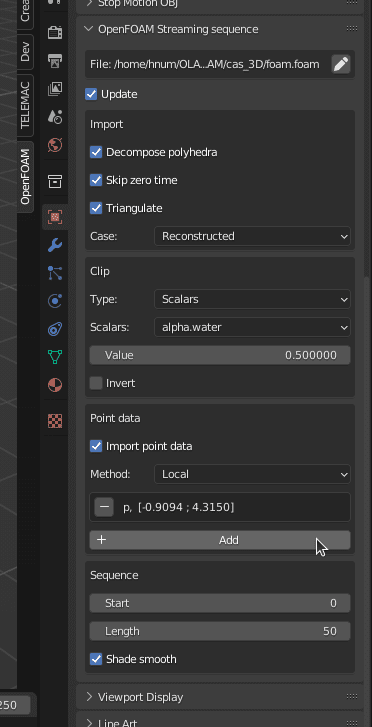 Stop Motion OBJ
Crea
OpenFOAM Streaming sequence
Dev
File: /home/hnum/OLA...AM/cas_3D/foam.foam
TELEMAC
Update
Import
OpenFOAM
Decompose polyhedra
Skip zero time
Triangulate
Case: Reconstructed
Clip
Type: Scalars
Scalars: alpha.water
Value 0.500000
Invert
Point data
Import point data
Method: Local
p, [-0.9094 ; 4.3150]
+ Add
Sequence
Start 0
Length 50
Shade smooth
Viewport Display
250
Line Art